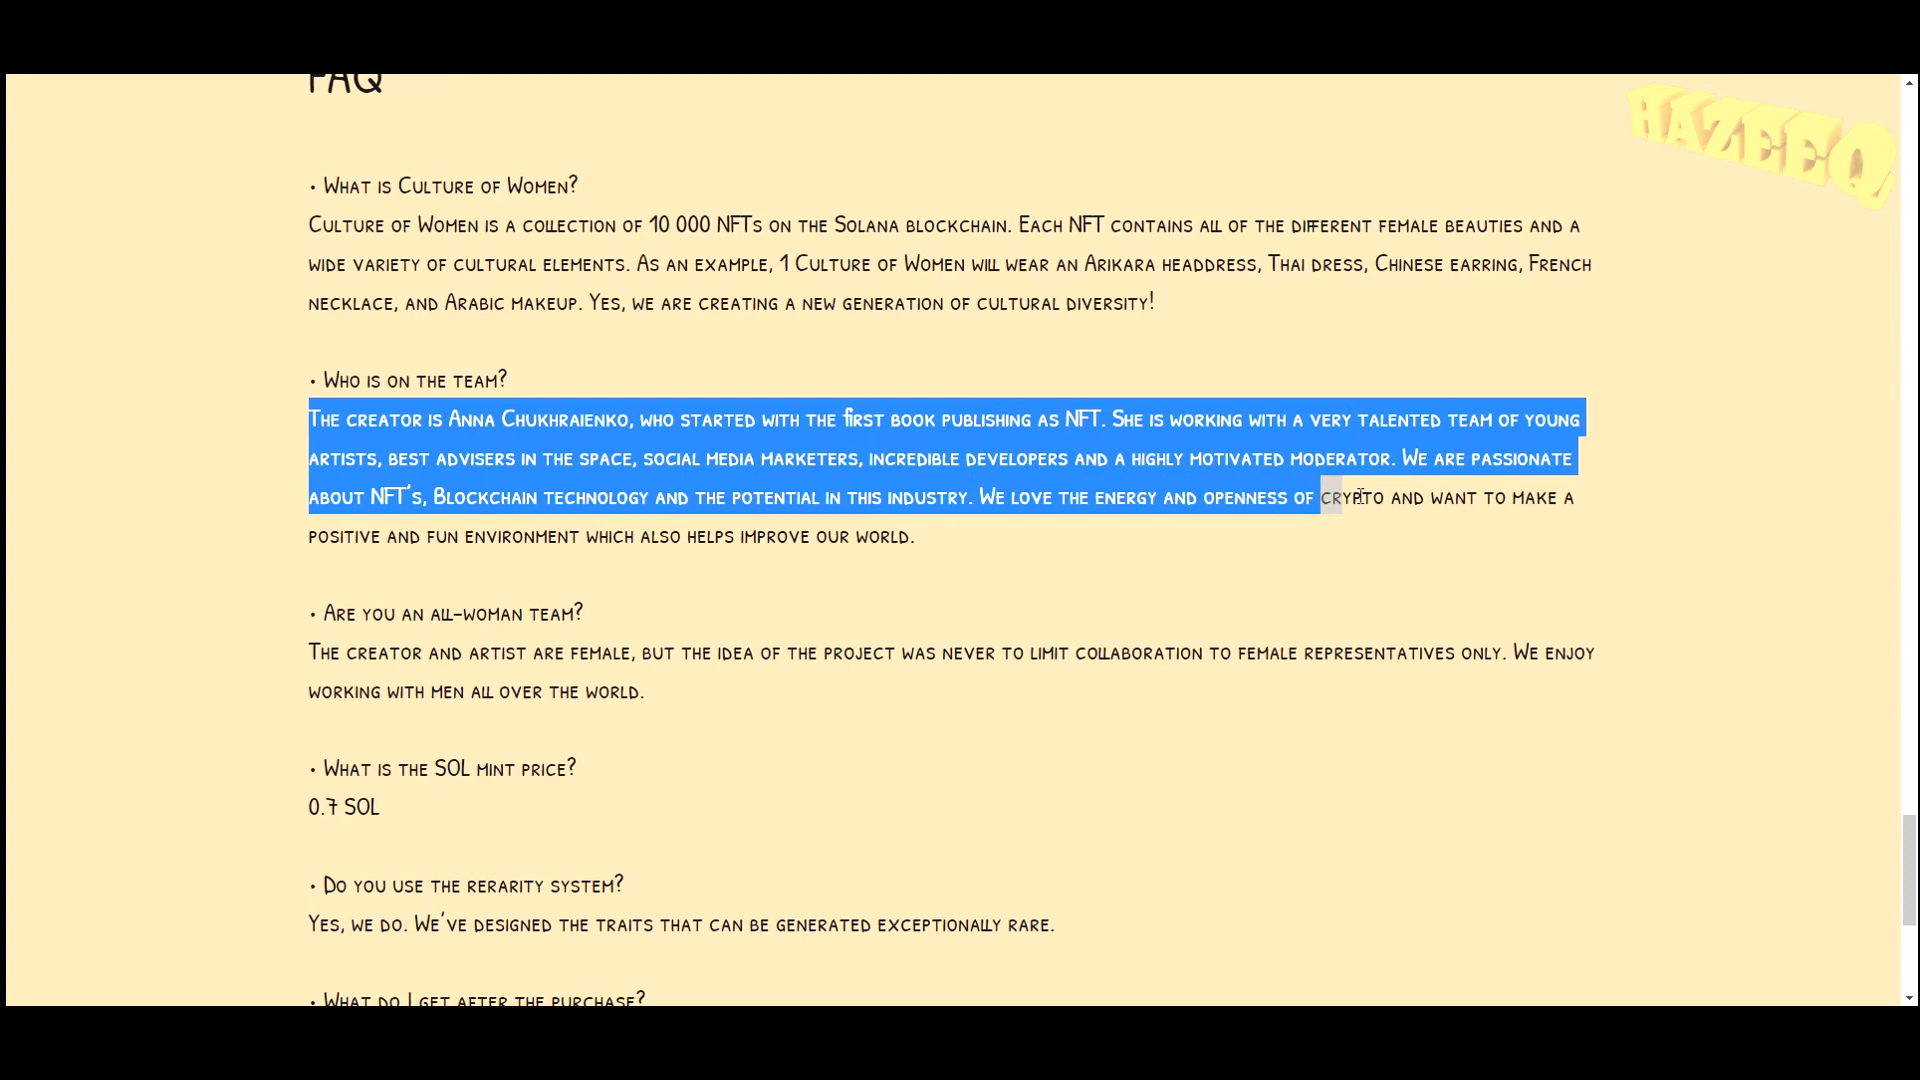 FAQ
HAZEEQ
• What is Culture of Women?
Culture of Women is a collection of 10 000 NFTs on the Solana blockchain. Each NFT contains all of the different female beauties and a
wide variety of cultural elements. As an example, 1 Culture of Women will wear an Arikara headdress, Thai dress, Chinese earring, French
necklace, and Arabic makeup. Yes, we are creating a new generation of cultural diversity!
• Who is on the team?
The creator is Anna Chukhraienko, who started with the first book publishing as NFT. She is working with a very talented team of young
artists, best advisers in the space, social media marketers, incredible developers and a highly motivated moderator. We are passionate
about NFT's, Blockchain technology and the potential in this industry. We love the energy and openness of crypto and want to make a
positive and fun environment which also helps improve our world.
• Are you an all-woman team?
The creator and artist are female, but the idea of the project was never to limit collaboration to female representatives only. We enjoy
working with men all over the world.
• What is the SOL mint price?
0.7 SOL
• Do you use the rerarity system?
Yes, we do. We've designed the traits that can be generated exceptionally rare.
• What do I get after the purchase?